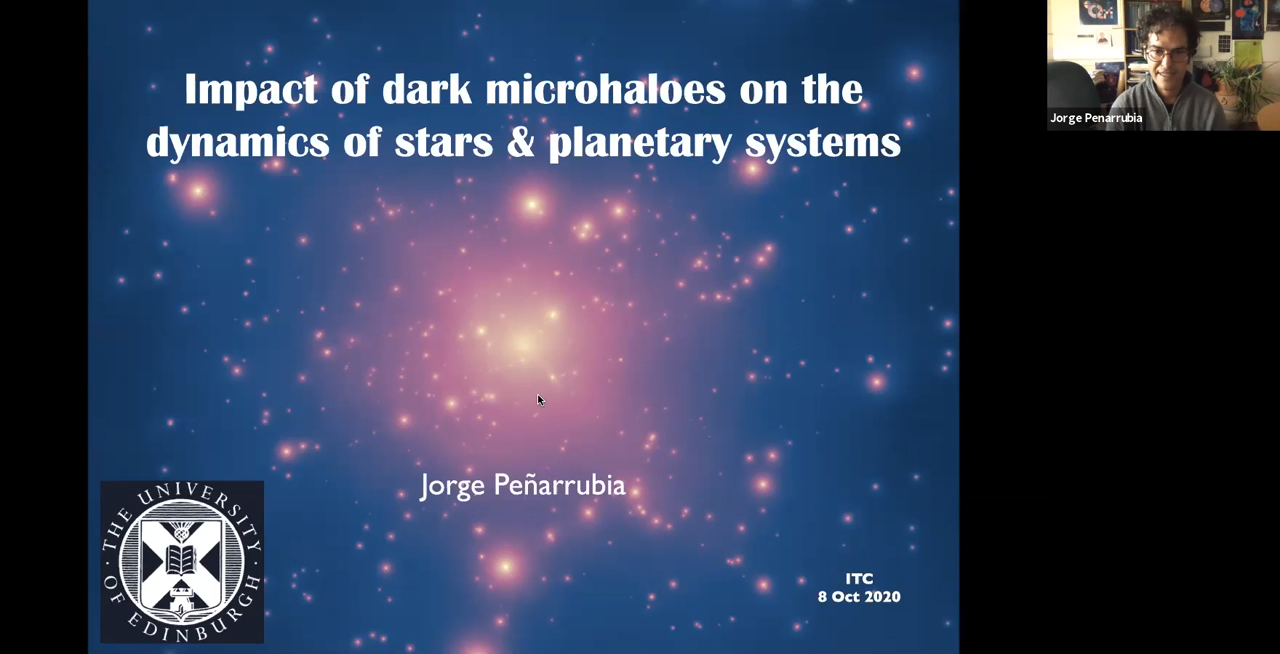 Impact of dark microhaloes on the
dynamics of stars & planetary systems
Jorge Peñarrubia
THE UNIVERSITY
OF EDINBURGH
ITC
8 Oct 2020
Jorge Penarrubia